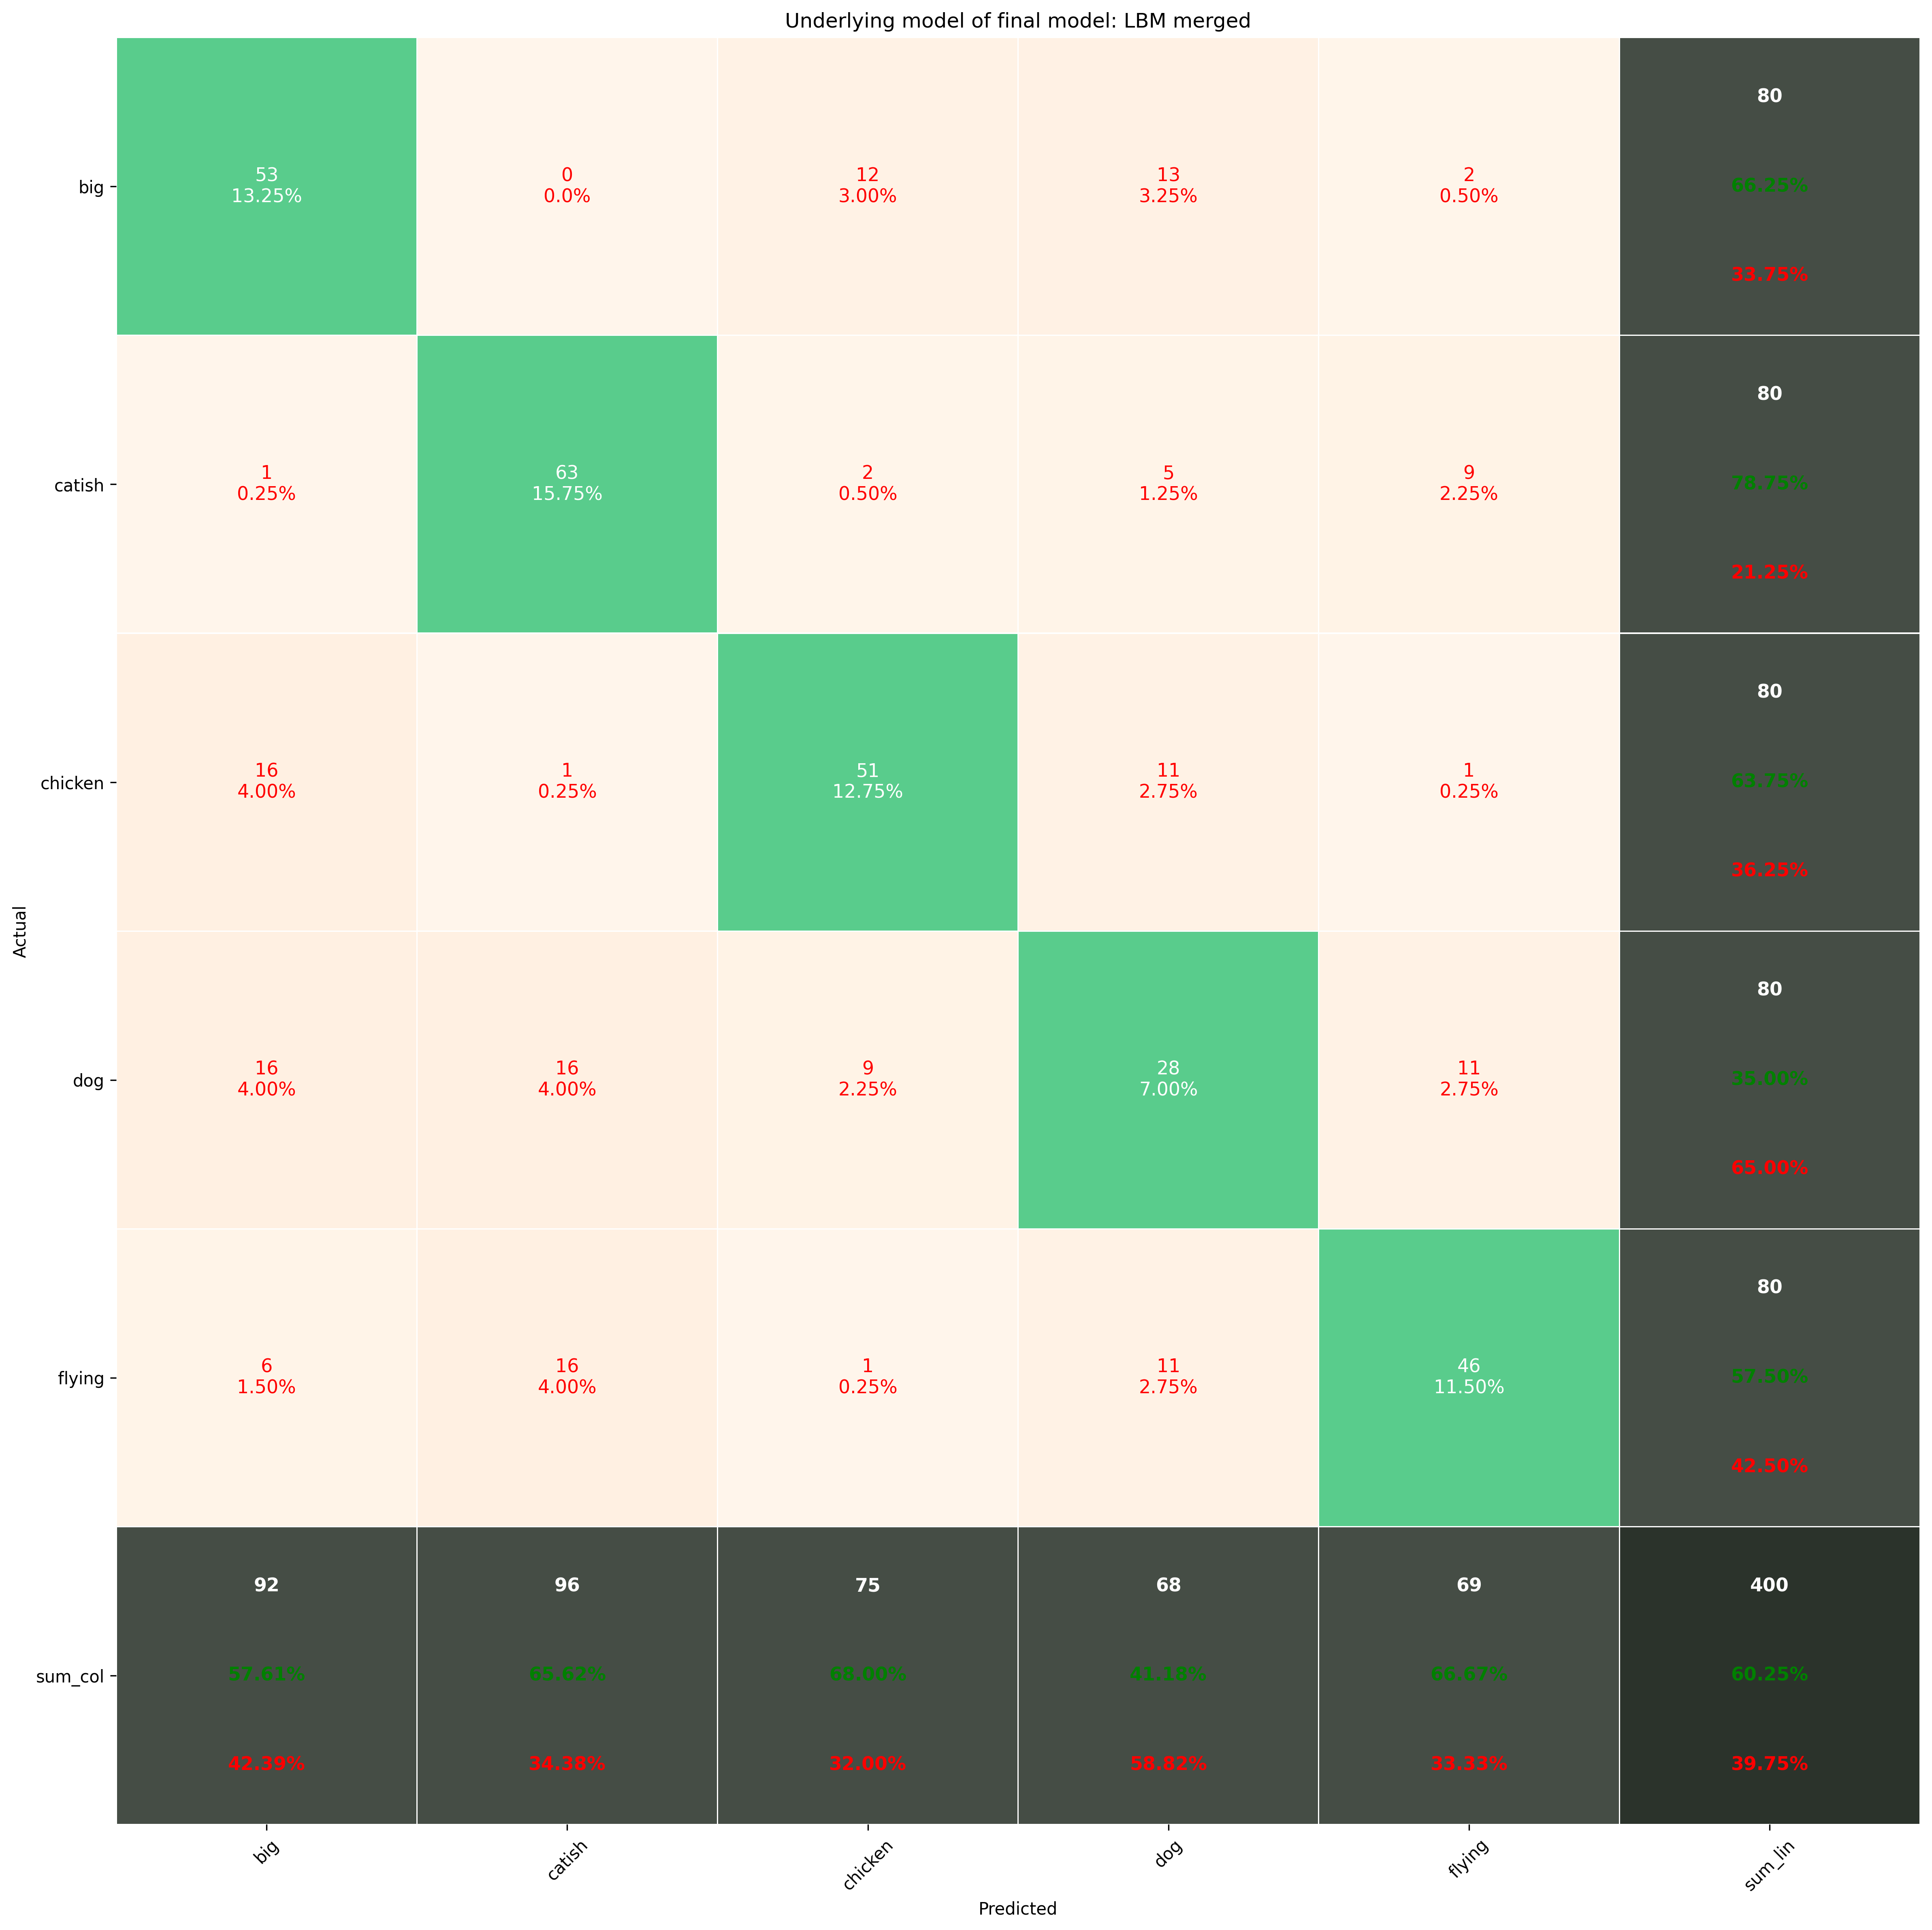 Underlying model of final model: LBM merged
80
53 0 12 13 2
13.25% 0.0% 3.00% 3.25% 0.50%
big
66.25%
33.75%
80
1 63 2 5 9
0.25% 15.75% 0.50% 1.25% 2.25%
catish
78.75%
21.25%
80
16 1 51 11 1
4.00% 0.25% 12.75% 2.75% 0.25%
chicken
63.75%
36.25%
Actual
80
16 16 9 28 11
4.00% 4.00% 2.25% 7.00% 2.75%
dog
35.00%
65.00%
80
6 16 1 11 46
1.50% 4.00% 0.25% 2.75% 11.50%
flying
57.50%
42.50%
92 96 75 68 69 400
sum_col
57.61% 65.62% 68.00% 41.18% 66.67% 60.25%
42.39% 34.38% 32.00% 58.82% 33.33% 39.75%
big catish chicken dog flying sum_lin
Predicted